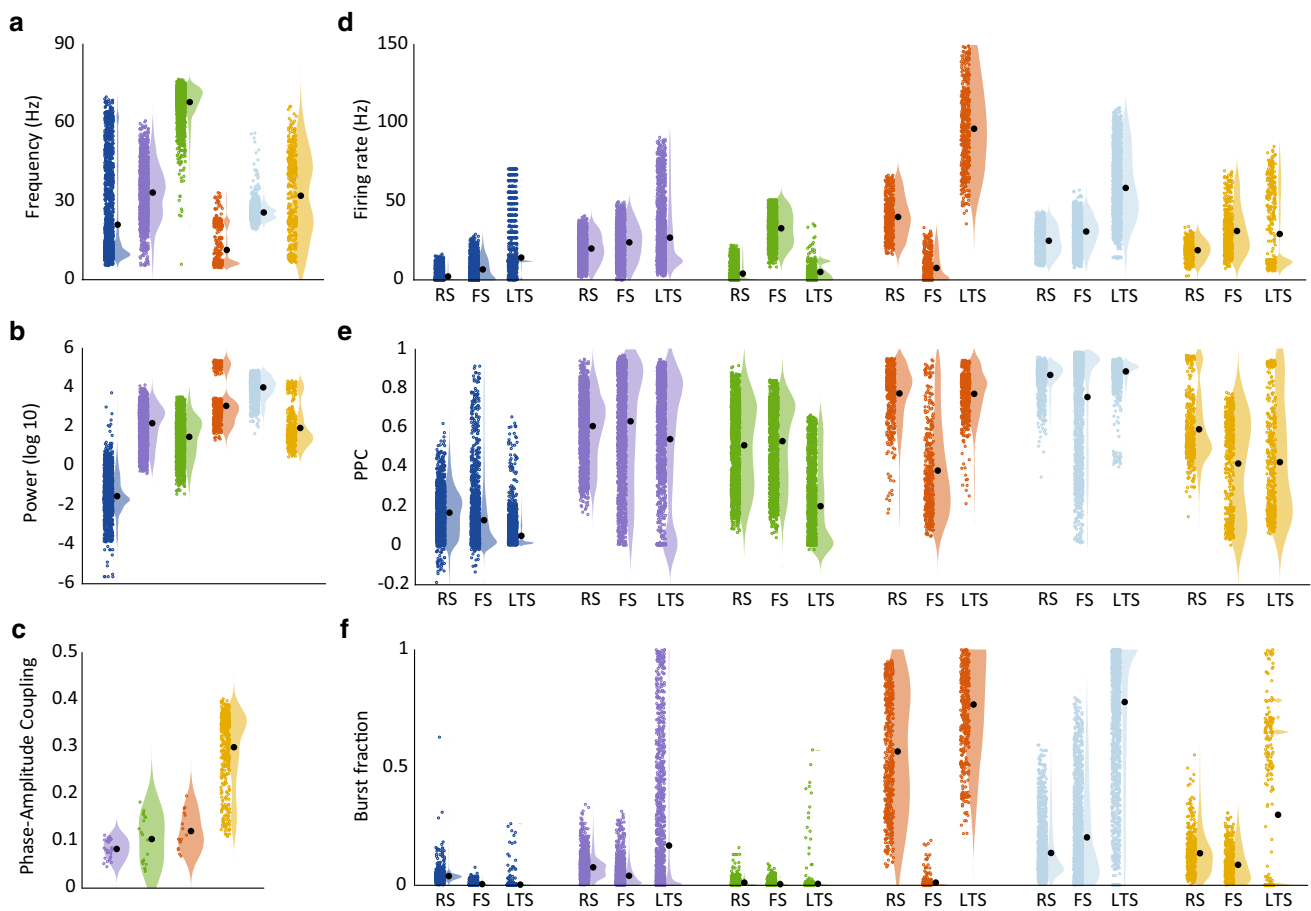 a
Frequency (Hz)
90
60
30
0
d
Firing rate (Hz)
150
100
50
0
RS FS LTS RS FS LTS RS FS LTS RS FS LTS RS FS LTS RS FS LTS
b
Power (log 10)
6
4
2
0
-2
-4
-6
e
PPC
1
0.8
0.6
0.4
0.2
0
-0.2
RS FS LTS RS FS LTS RS FS LTS RS FS LTS RS FS LTS RS FS LTS
c
Phase-Amplitude Coupling
0.5
0.4
0.3
0.2
0.1
0
f
Burst fraction
1
0.5
0
RS FS LTS RS FS LTS RS FS LTS RS FS LTS RS FS LTS RS FS LTS